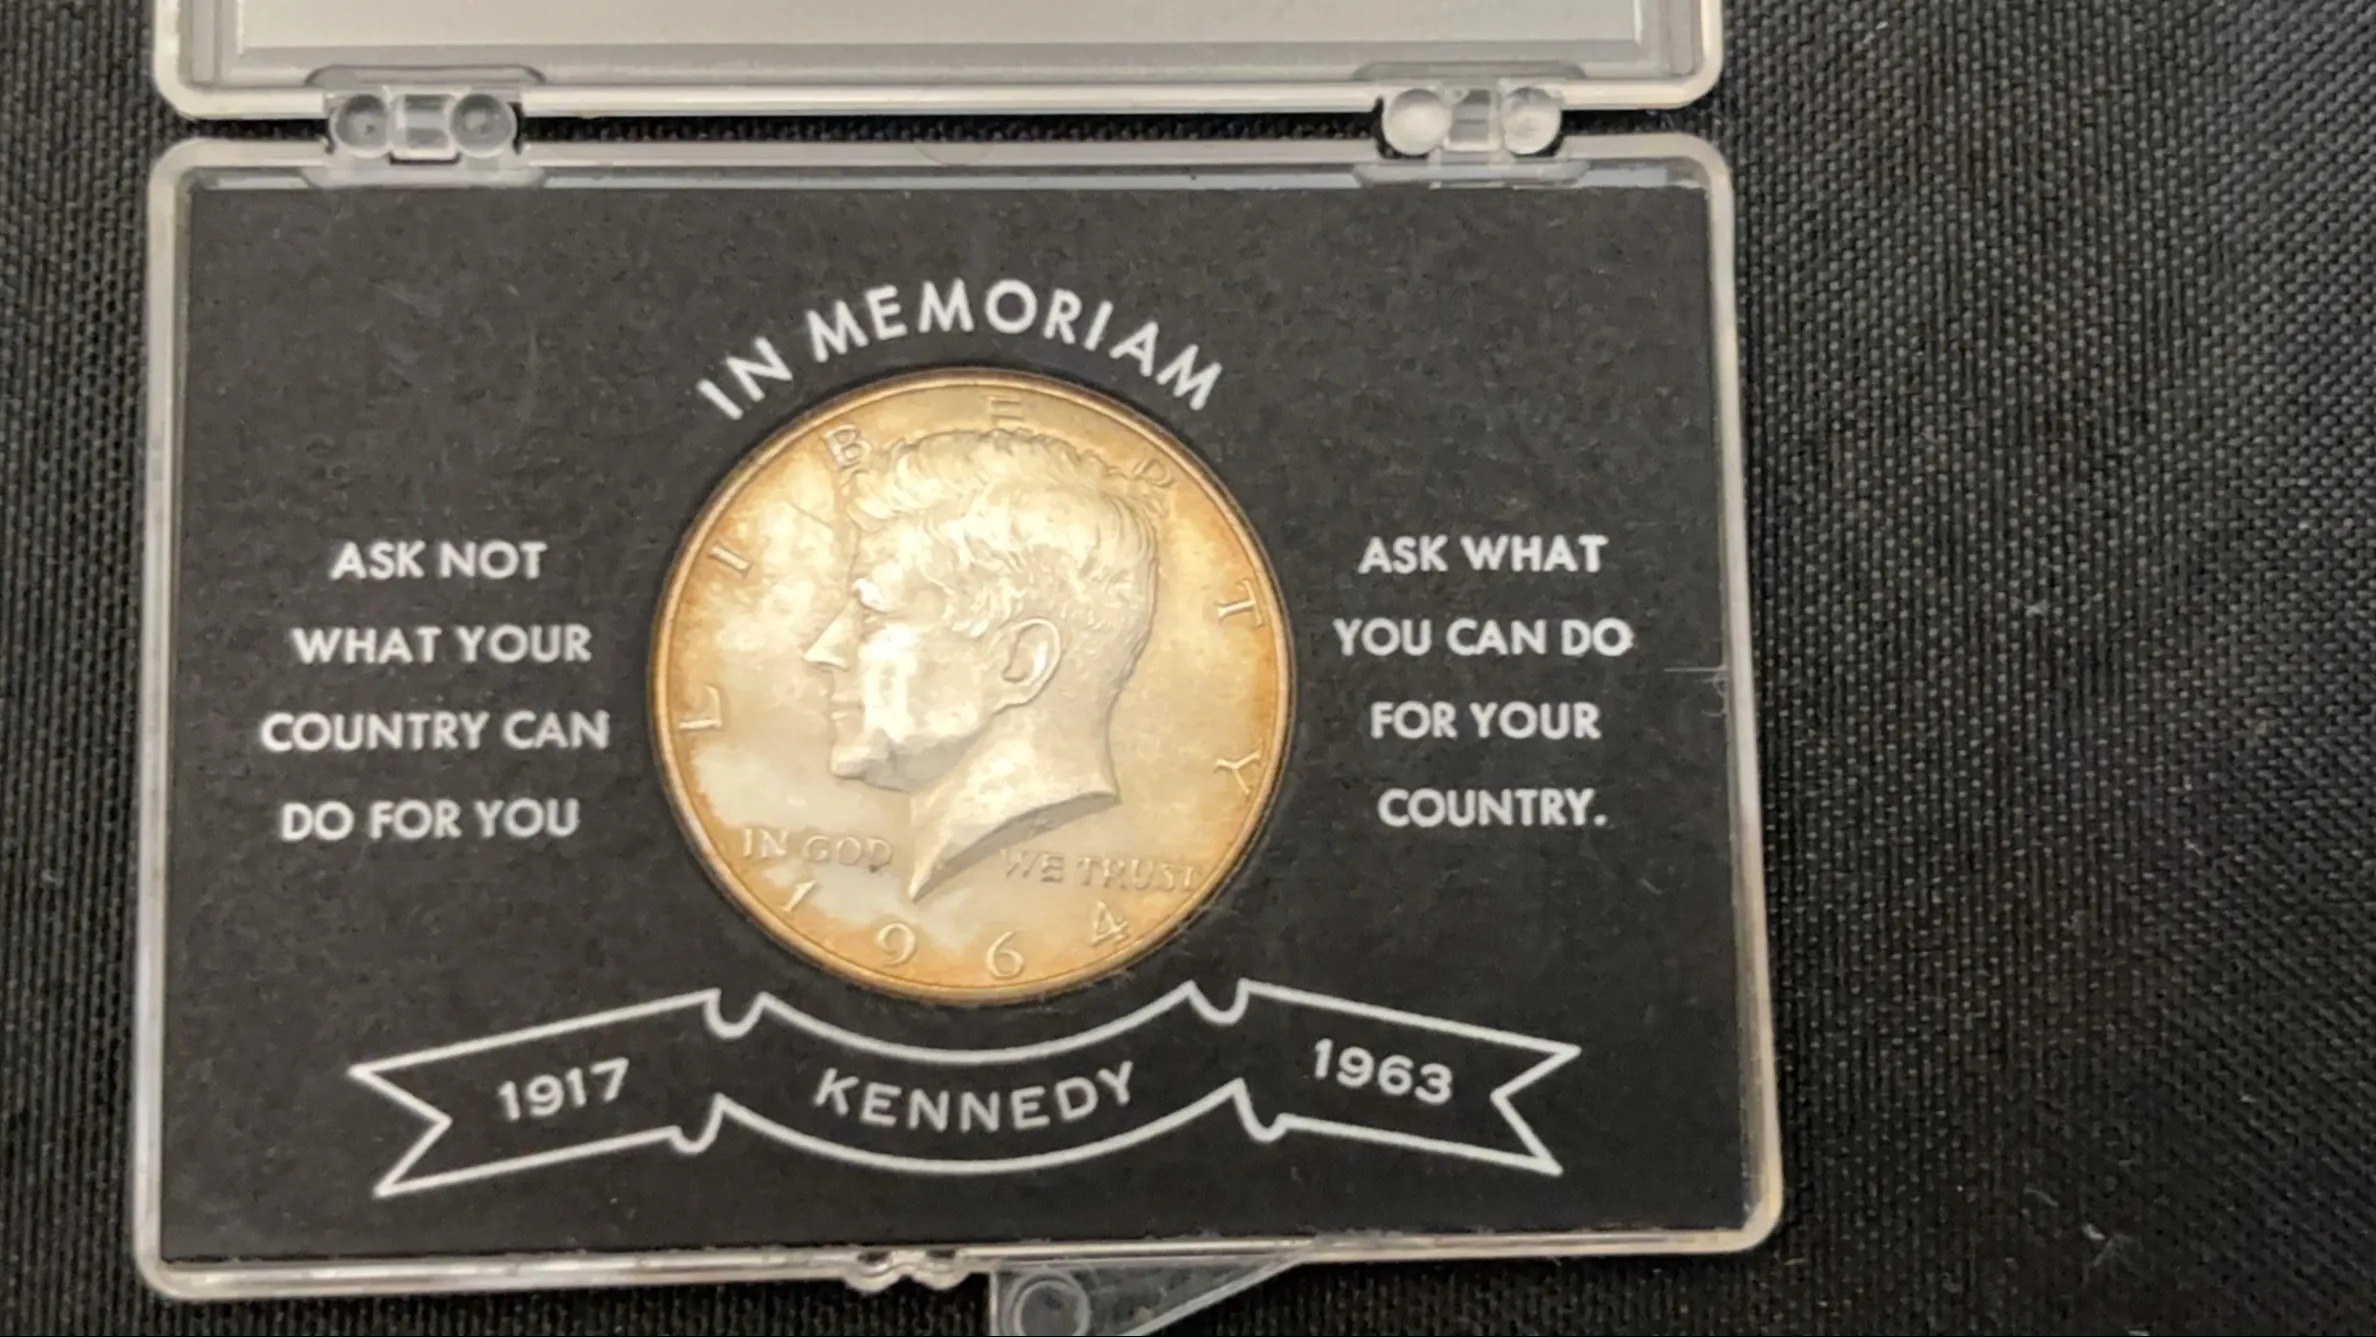 IN MEMORIAM
LIBERTY
ASK NOT
WHAT YOUR
COUNTRY CAN
DO FOR YOU
ASK WHAT
YOU CAN DO
FOR YOUR
COUNTRY.
IN GOD WE TRUST
1964
1917 KENNEDY 1963